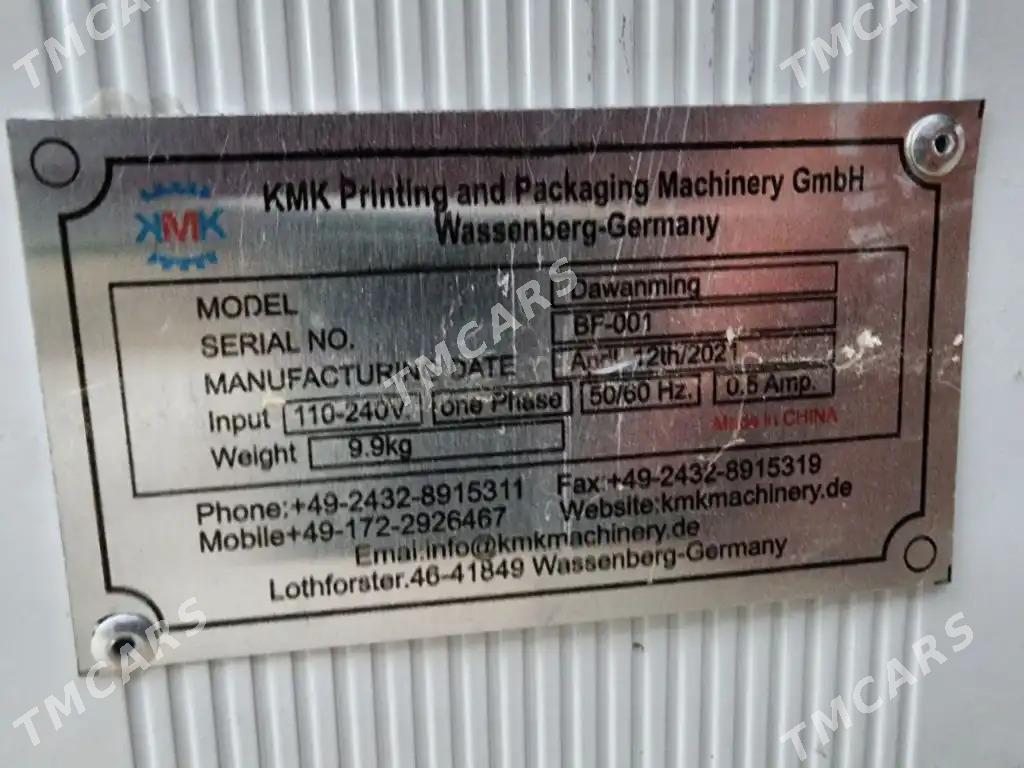 TMCARS
TMCARS
KMK
KMK Printing and Packaging Machinery GmbH
Wassenberg-Germany
MODEL Dawanming
SERIAL NO. BF-001
MANUFACTURING DATE April, 12th/2021
TMCARS
Input 110-240V. one Phase 50/60 Hz. 0.5 Amp.
Made in CHINA
Weight 9.9kg
Phone:+49-2432-8915311 Fax:+49-2432-8915319
Mobile+49-172-2926467 Website:kmkmachinery.de
Emai:info@kmkmachinery.de
Lothforster.46-41849 Wassenberg-Germany
TMCARS
TMCARS